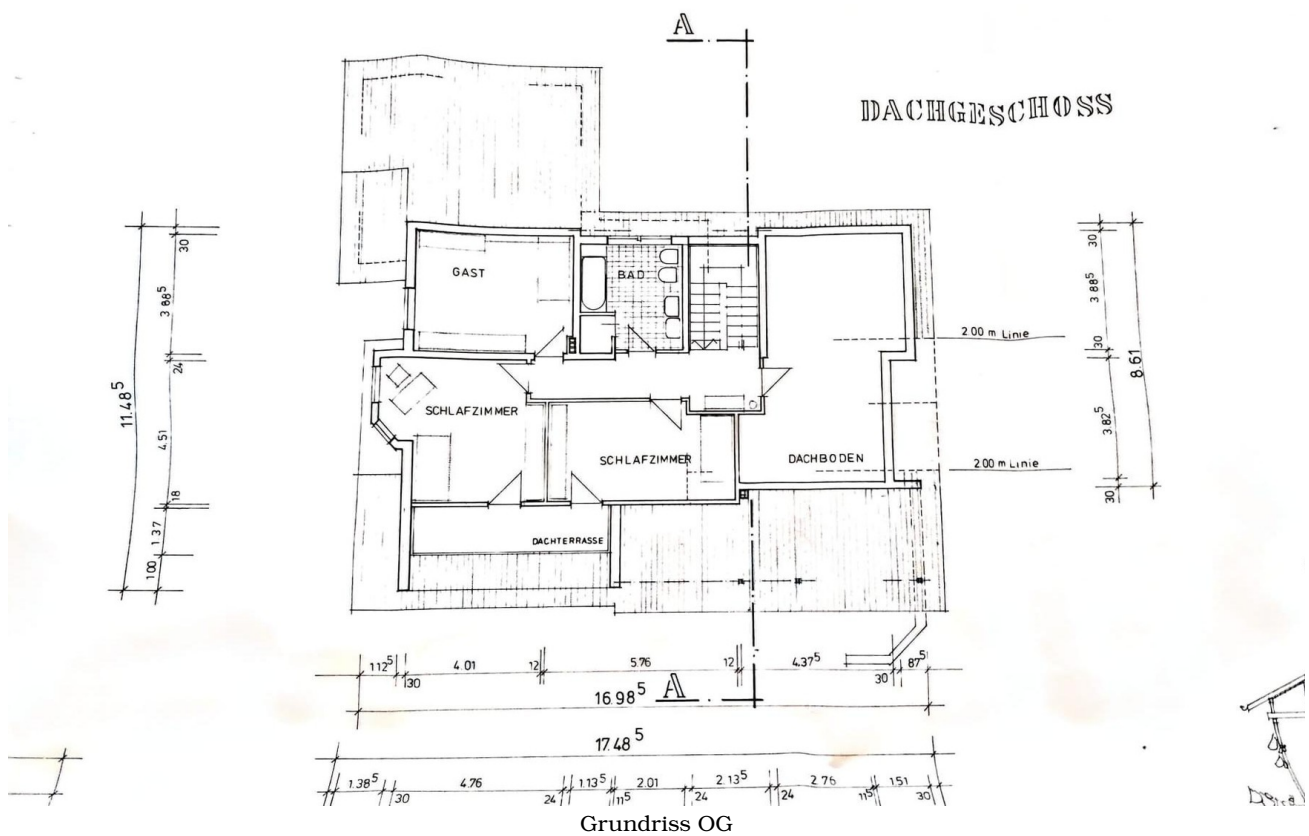 A
DACHGESCHOSS
GAST
BAD
2.00 m Linie
SCHLAFZIMMER
SCHLAFZIMMER
DACHBODEN
2.00 m Linie
DACHTERRASSE
30
3.88⁵
24
4.51
18
1.37
1.00
11.48⁵
30
3.88⁵
30
3.82⁵
30
8.61
1.12⁵ 30 4.01 12 5.76 12 4.37⁵ 30 87⁵
16.98⁵
A
17.48⁵
1.38⁵ 30 4.76 24 1.13⁵ 11⁵ 2.01 24 2.13⁵ 24 2.76 11⁵ 1.51 30
Grundriss OG